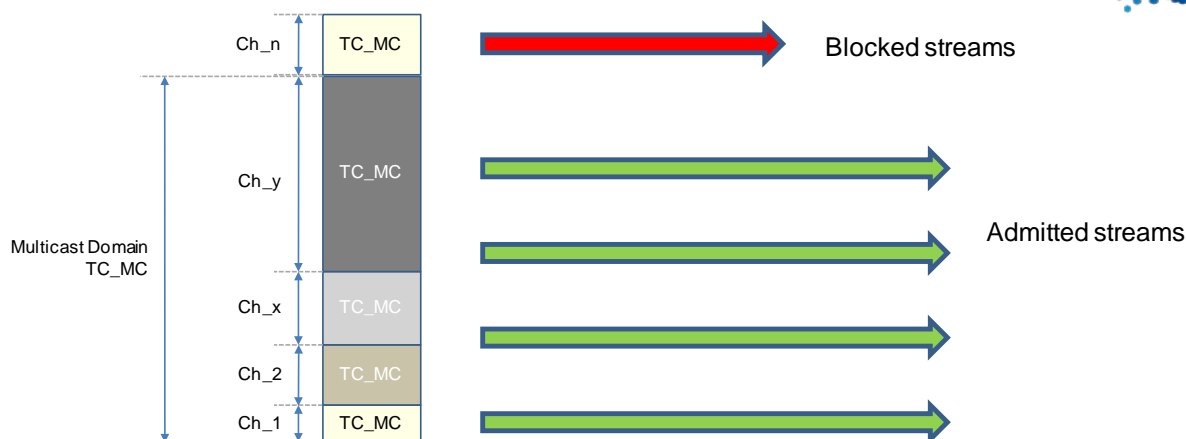 Ch_n TC_MC Blocked streams
Ch_y TC_MC
Multicast Domain
TC_MC
Admitted streams
Ch_x TC_MC
Ch_2 TC_MC
Ch_1 TC_MC